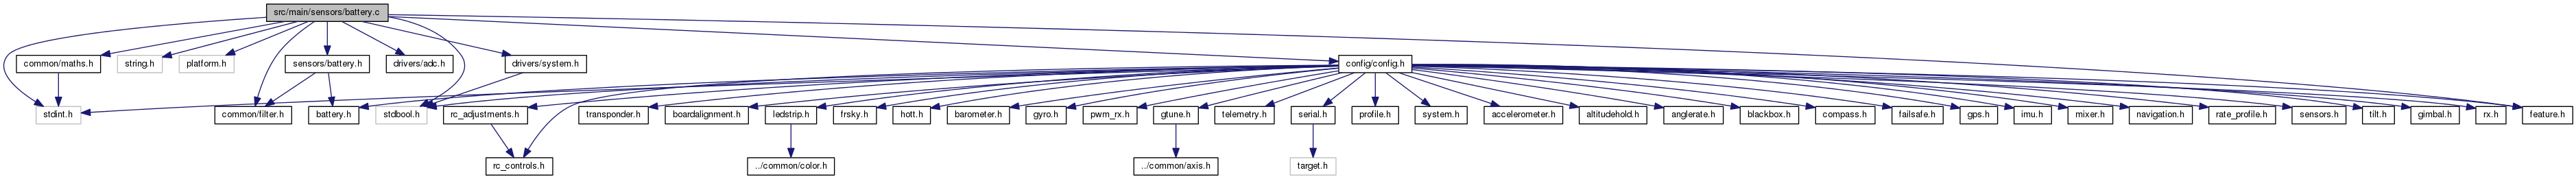 src/main/sensors/battery.c
common/maths.h
string.h
platform.h
sensors/battery.h
drivers/adc.h
drivers/system.h
config/config.h
stdint.h
common/filter.h
battery.h
stdbool.h
rc_adjustments.h
transponder.h
boardalignment.h
ledstrip.h
frsky.h
hott.h
barometer.h
gyro.h
pwm_rx.h
gtune.h
telemetry.h
serial.h
profile.h
system.h
accelerometer.h
altitudehold.h
anglerate.h
blackbox.h
compass.h
failsafe.h
gps.h
imu.h
mixer.h
navigation.h
rate_profile.h
sensors.h
tilt.h
gimbal.h
rx.h
feature.h
rc_controls.h
../common/color.h
../common/axis.h
target.h